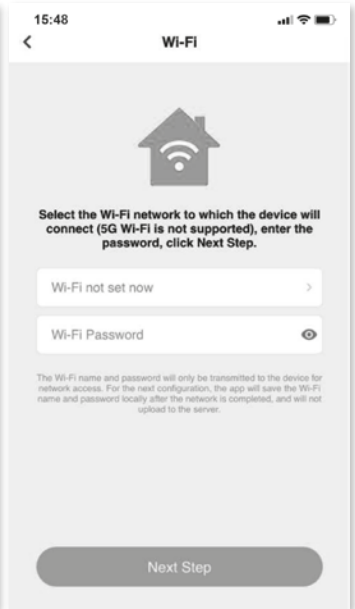 15:48
Wi-Fi
Select the Wi-Fi network to which the device will
connect (5G Wi-Fi is not supported), enter the
password, click Next Step.
Wi-Fi not set now
Wi-Fi Password
The Wi-Fi name and password will only be transmitted to the device for
network access. For the next configuration, the app will save the Wi-Fi
name and password locally after the network is completed, and will not
upload to the server.
Next Step